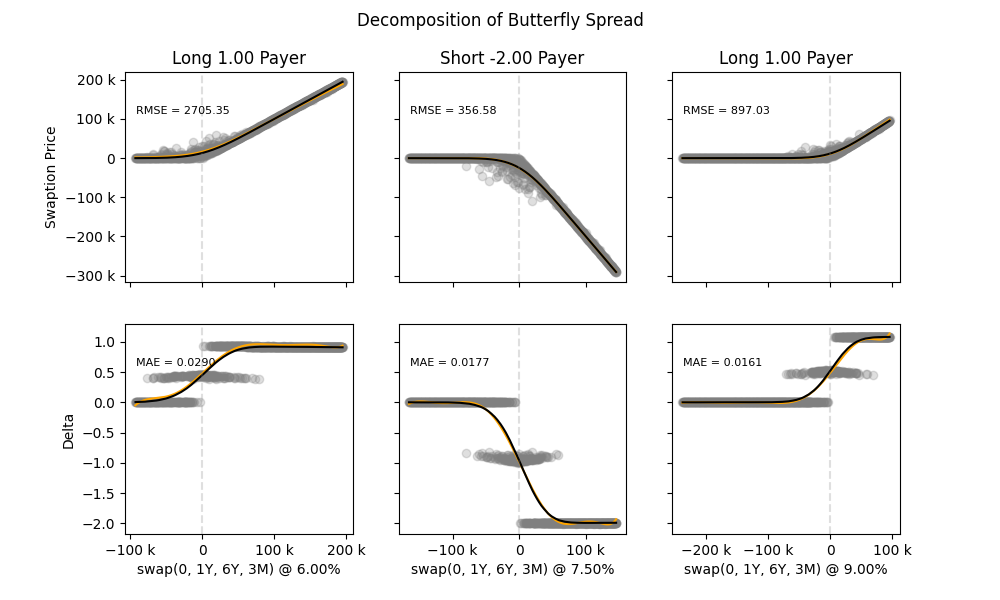 Decomposition of Butterfly Spread
Long 1.00 Payer
Short -2.00 Payer
Long 1.00 Payer
Swaption Price
200 k
100 k
0
−100 k
−200 k
−300 k
RMSE = 2705.35
RMSE = 356.58
RMSE = 897.03
Delta
1.0
0.5
0.0
−0.5
−1.0
−1.5
−2.0
MAE = 0.0290
MAE = 0.0177
MAE = 0.0161
−100 k 0 100 k 200 k
−100 k 0 100 k
−200 k −100 k 0 100 k
swap(0, 1Y, 6Y, 3M) @ 6.00%
swap(0, 1Y, 6Y, 3M) @ 7.50%
swap(0, 1Y, 6Y, 3M) @ 9.00%